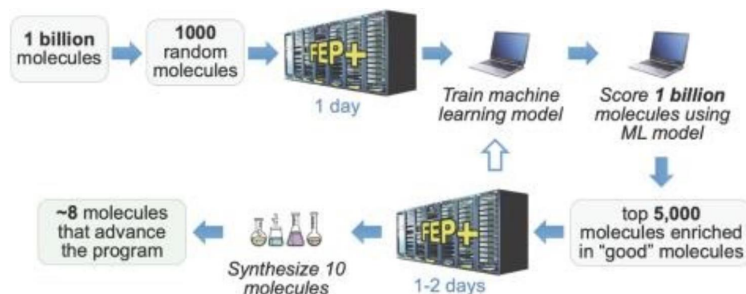 1 billion
molecules
1000
random
molecules
FEP+
1 day
Train machine
learning model
Score 1 billion
molecules using
ML model
top 5,000
molecules enriched
in "good" molecules
FEP+
1-2 days
Synthesize 10
molecules
~8 molecules
that advance
the program